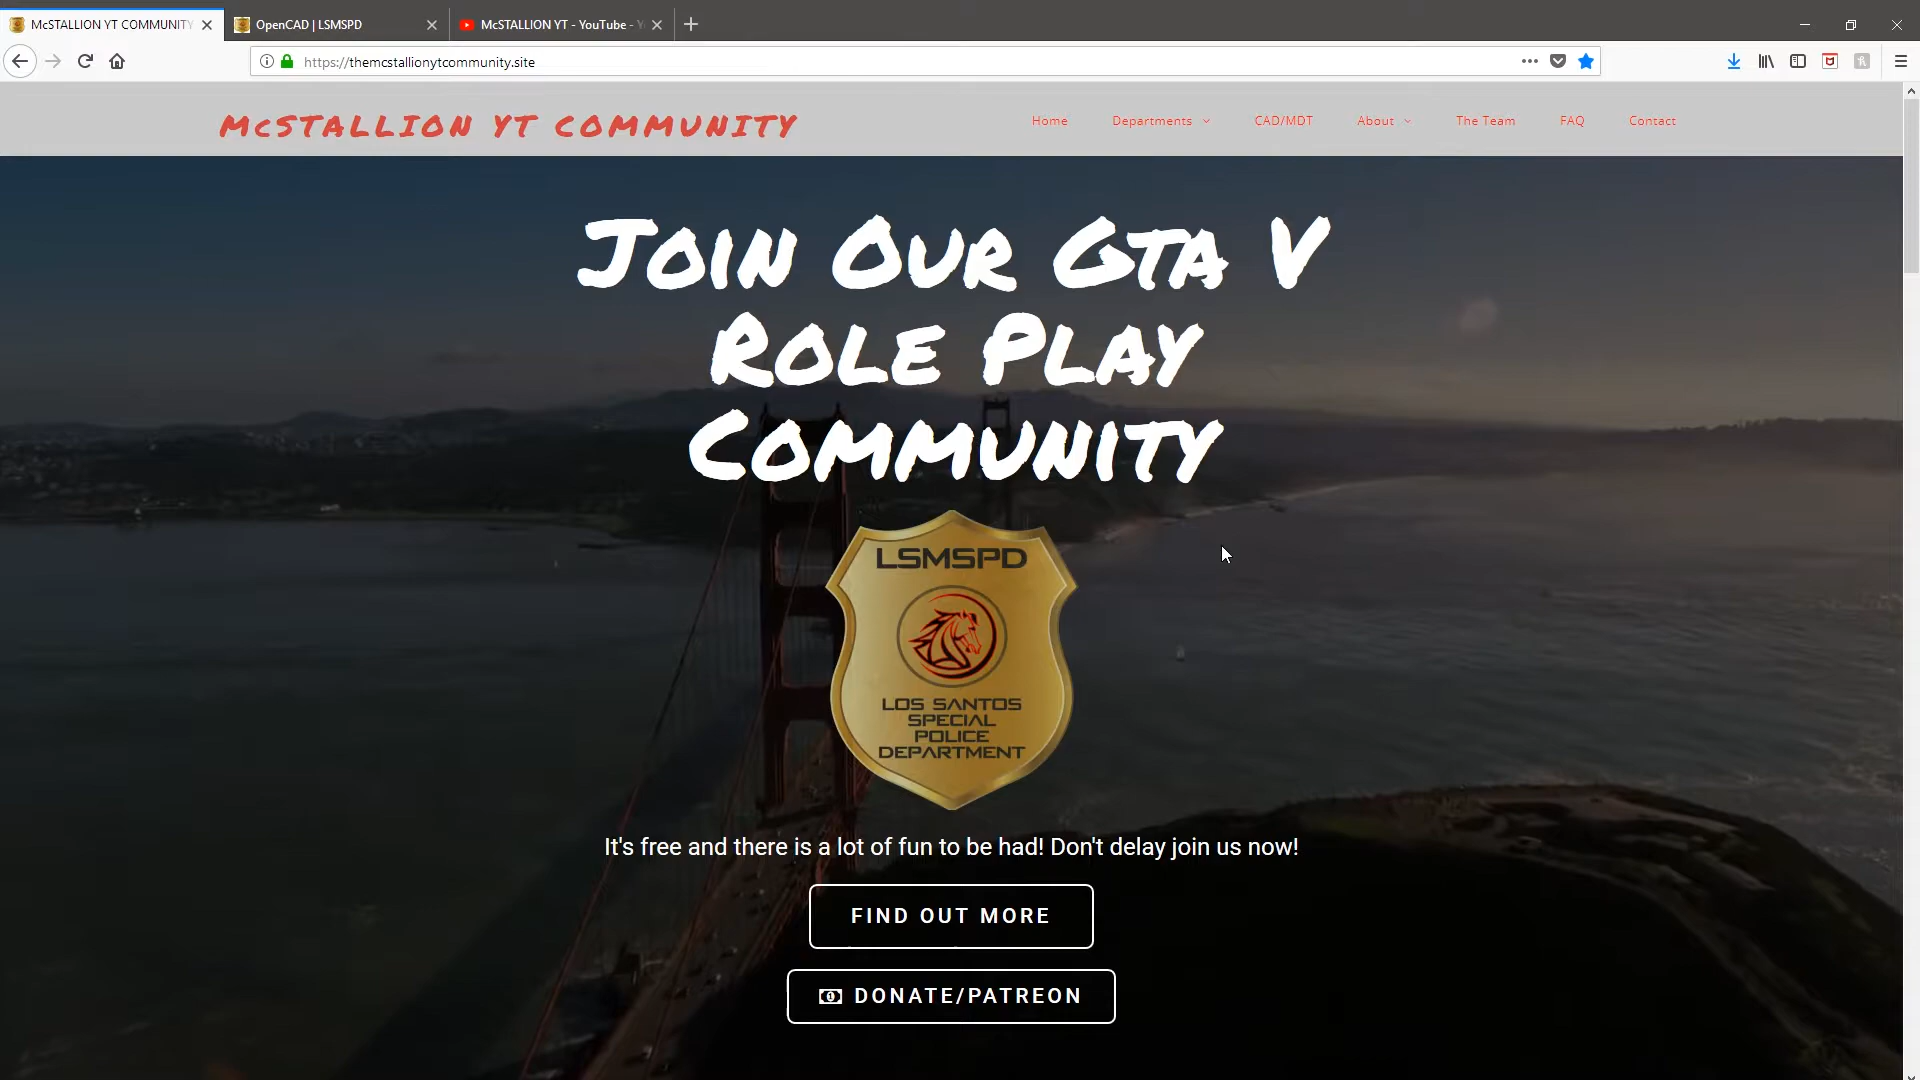 McSTALLION YT COMMUNITY
OpenCAD | LSMSPD
McSTALLION YT - YouTube -
https://themcstallionytcommunity.site
McSTALLION YT COMMUNITY
Home
Departments
CAD/MDT
About
The Team
FAQ
Contact
Join Our Gta V
Role Play
Community
LSMSPD
LOS SANTOS
SPECIAL
POLICE
DEPARTMENT
It's free and there is a lot of fun to be had! Don't delay join us now!
FIND OUT MORE
DONATE/PATREON